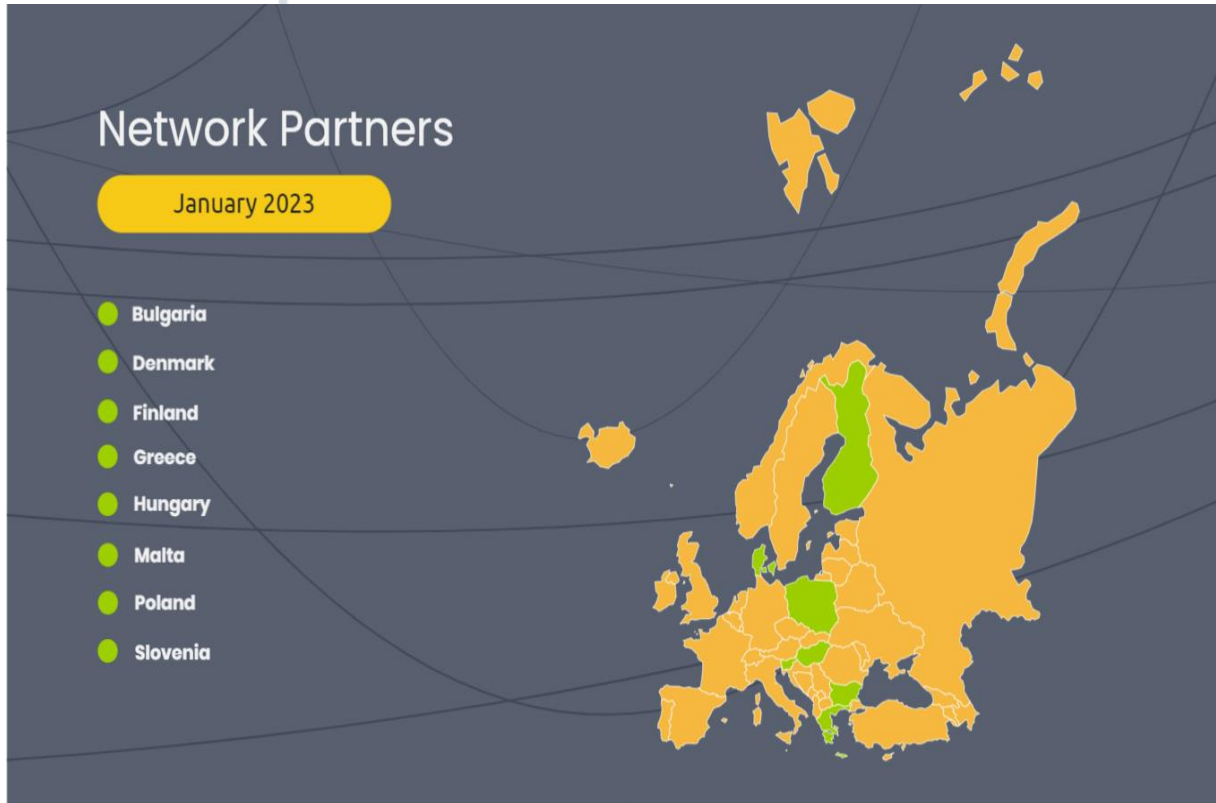 Network Partners
January 2023
Bulgaria
Denmark
Finland
Greece
Hungary
Malta
Poland
Slovenia